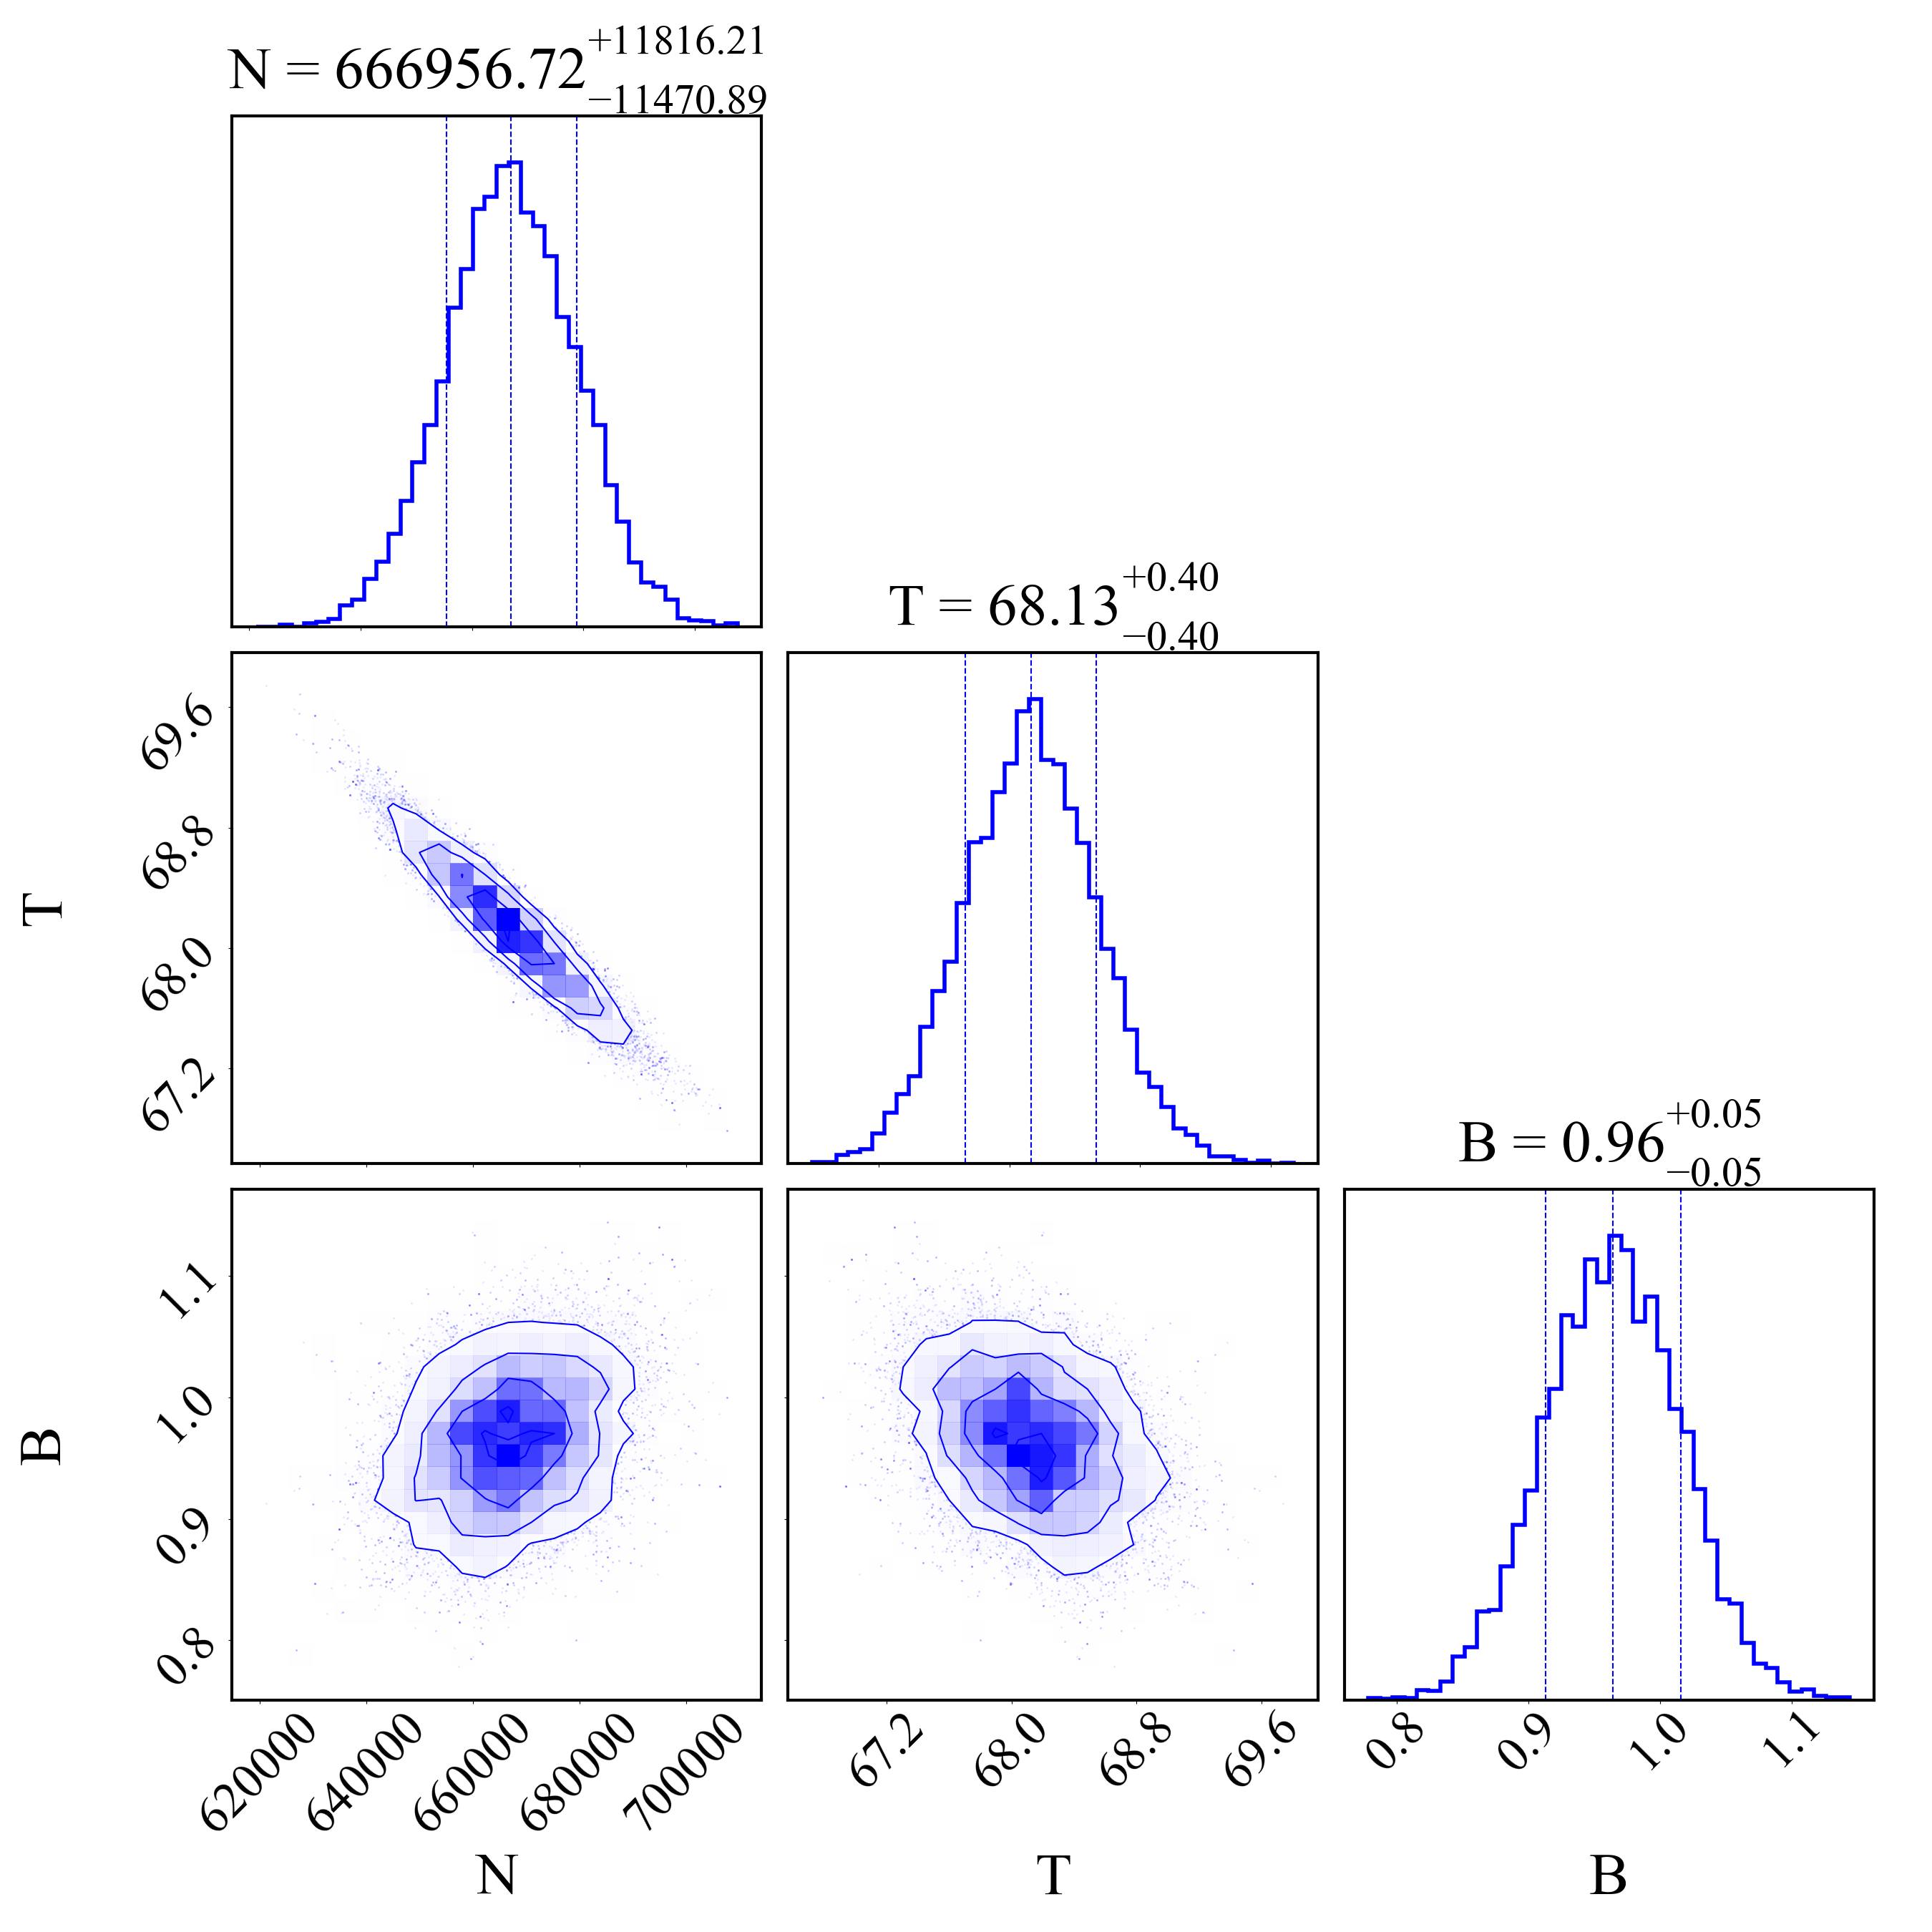 N = 666956.72 +11816.21 −11470.89
T = 68.13 +0.40 −0.40
69.6
68.8
68.0
67.2
T
B = 0.96 +0.05 −0.05
1.1
1.0
0.9
0.8
B
620000 640000 660000 680000 700000
67.2 68.0 68.8 69.6
0.8 0.9 1.0 1.1
N T B